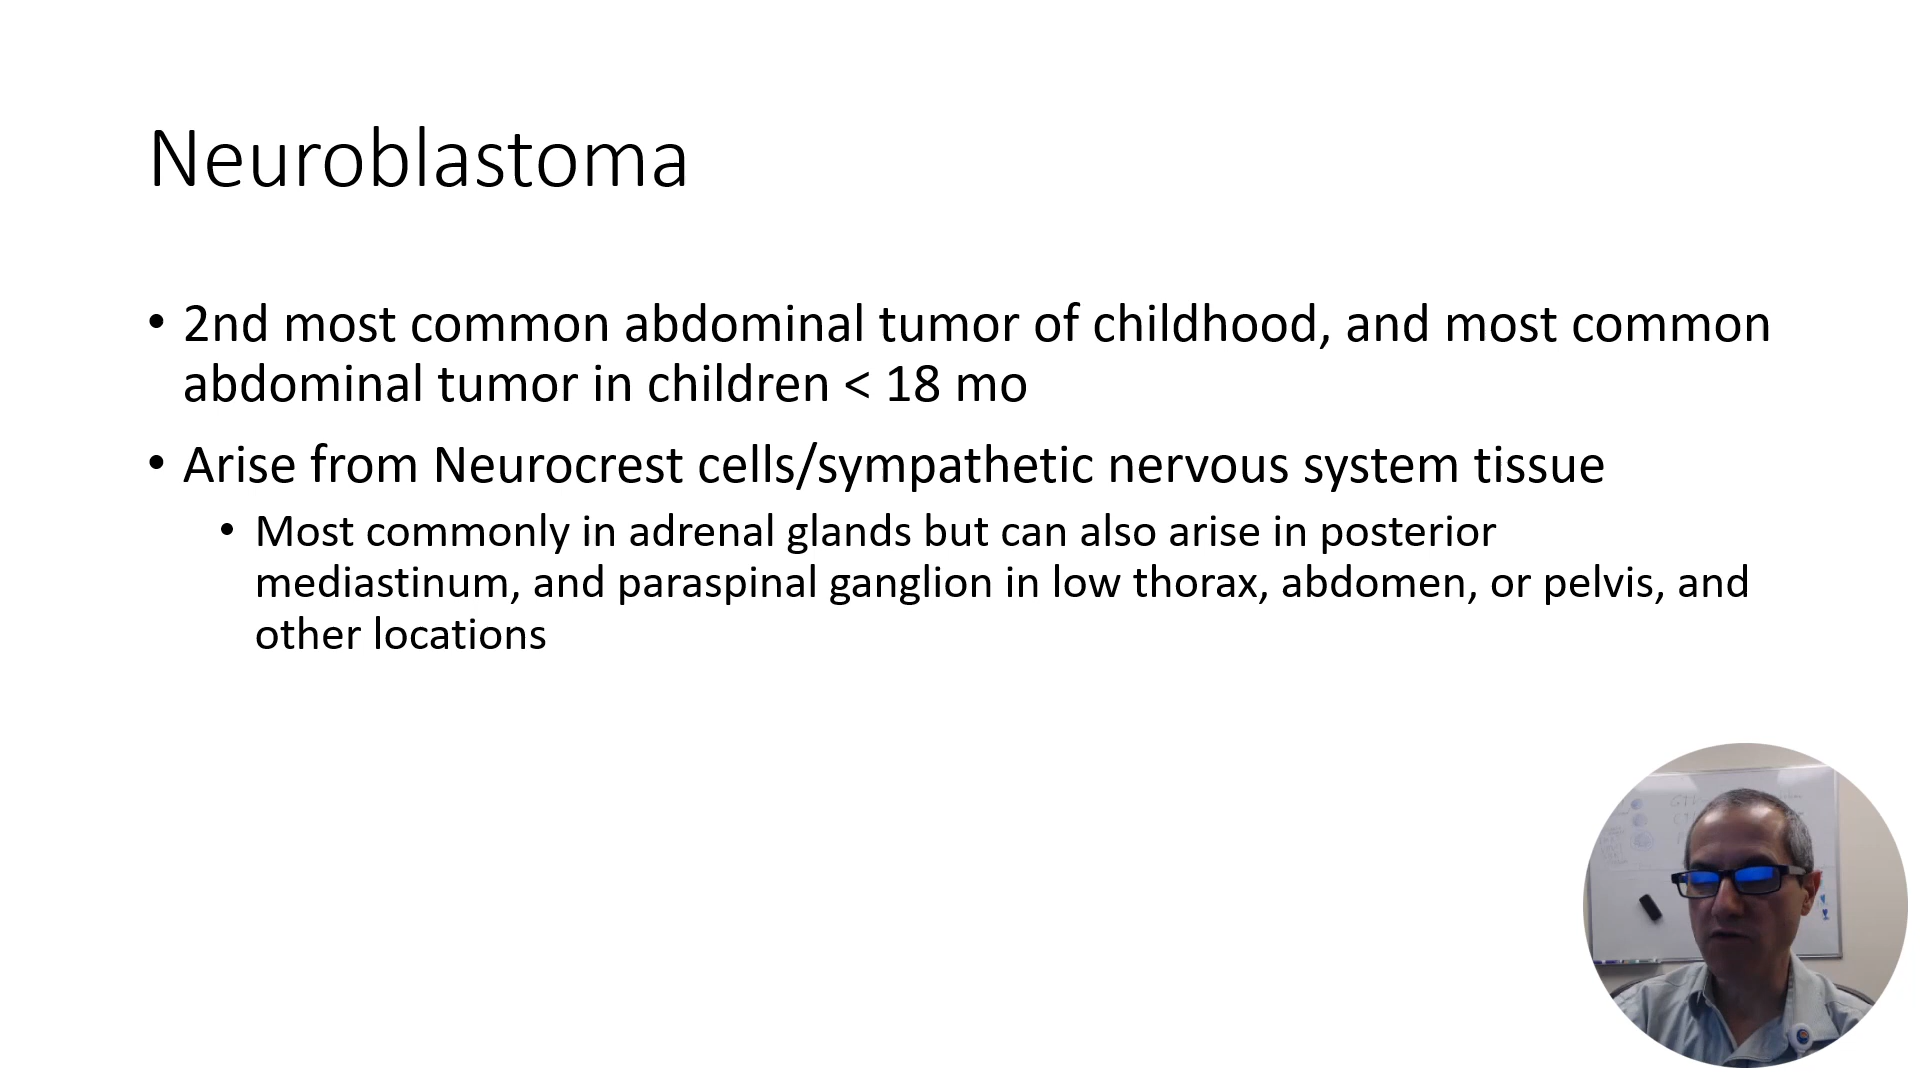 Neuroblastoma
• 2nd most common abdominal tumor of childhood, and most common
abdominal tumor in children < 18 mo
• Arise from Neurocrest cells/sympathetic nervous system tissue
• Most commonly in adrenal glands but can also arise in posterior
mediastinum, and paraspinal ganglion in low thorax, abdomen, or pelvis, and
other locations